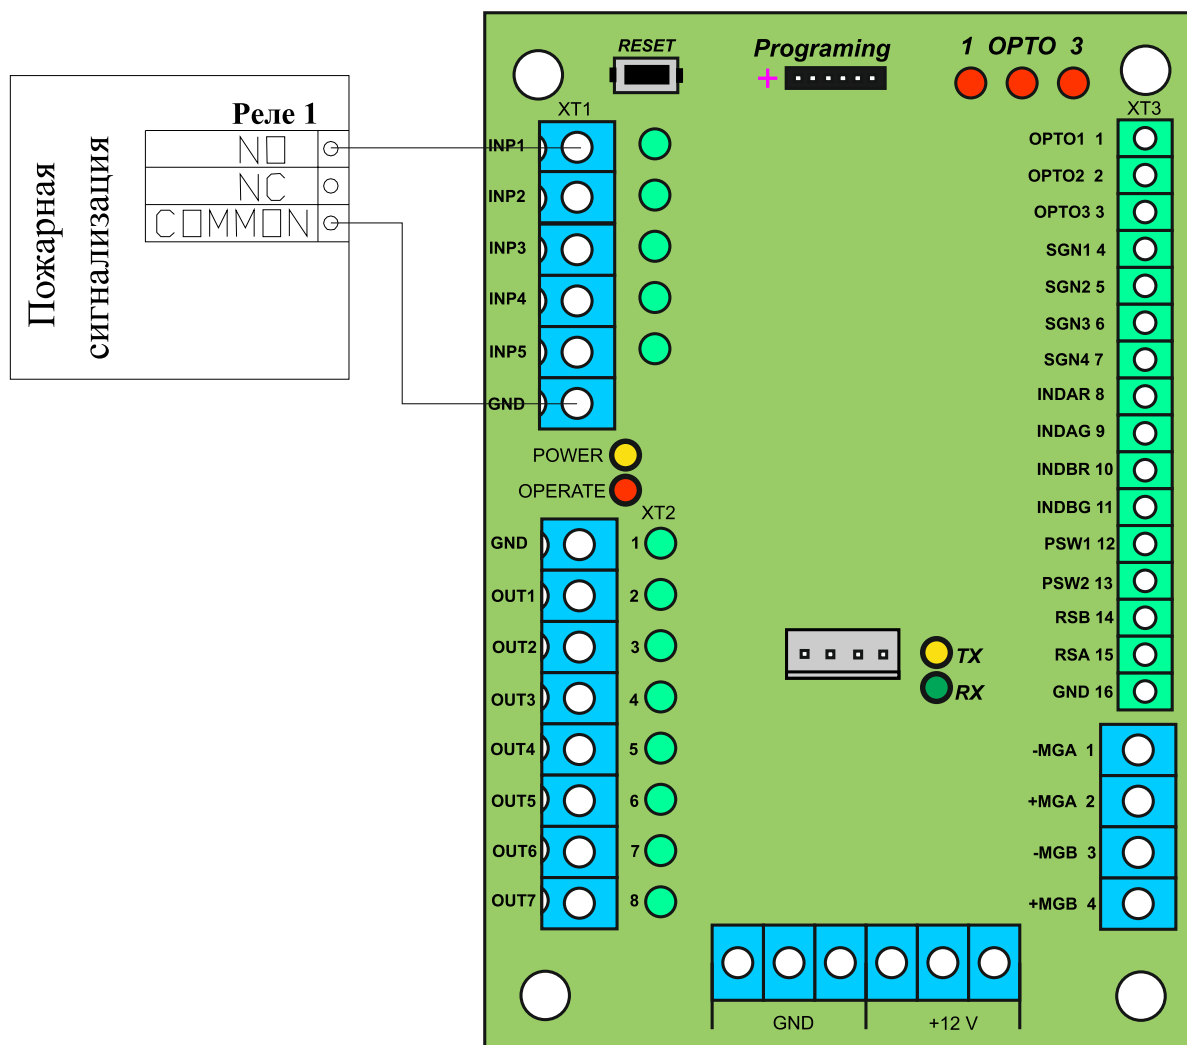 Пожарная
сигнализация
Реле 1
NO
NC
COMMON
RESET
Programing
+
1 OPTO 3
XT1
INP1
INP2
INP3
INP4
INP5
GND
POWER
OPERATE
XT2
GND 1
OUT1 2
OUT2 3
OUT3 4
OUT4 5
OUT5 6
OUT6 7
OUT7 8
XT3
OPTO1 1
OPTO2 2
OPTO3 3
SGN1 4
SGN2 5
SGN3 6
SGN4 7
INDAR 8
INDAG 9
INDBR 10
INDBG 11
PSW1 12
PSW2 13
RSB 14
RSA 15
GND 16
TX
RX
-MGA 1
+MGA 2
-MGB 3
+MGB 4
GND
+12 V